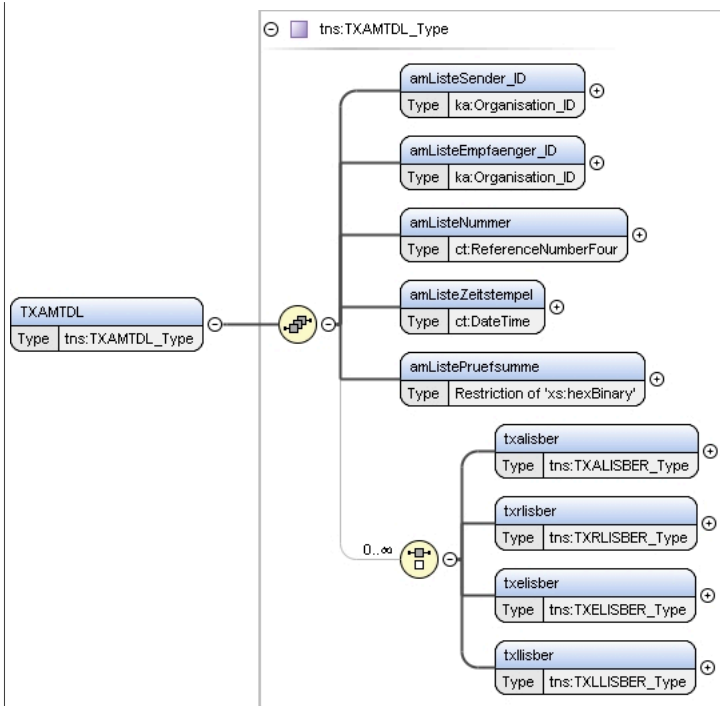 tns:TXAMTDL_Type
amListeSender_ID
Type ka:Organisation_ID
amListeEmpfaenger_ID
Type ka:Organisation_ID
amListeNummer
Type ct:ReferenceNumberFour
amListeZeitstempel
Type ct:DateTime
TXAMTDL
Type tns:TXAMTDL_Type
amListePruefsumme
Type Restriction of 'xs:hexBinary'
txalisber
Type tns:TXALISBER_Type
txrlisber
Type tns:TXRLISBER_Type
0..∞
txelisber
Type tns:TXELISBER_Type
txllisber
Type tns:TXLLISBER_Type